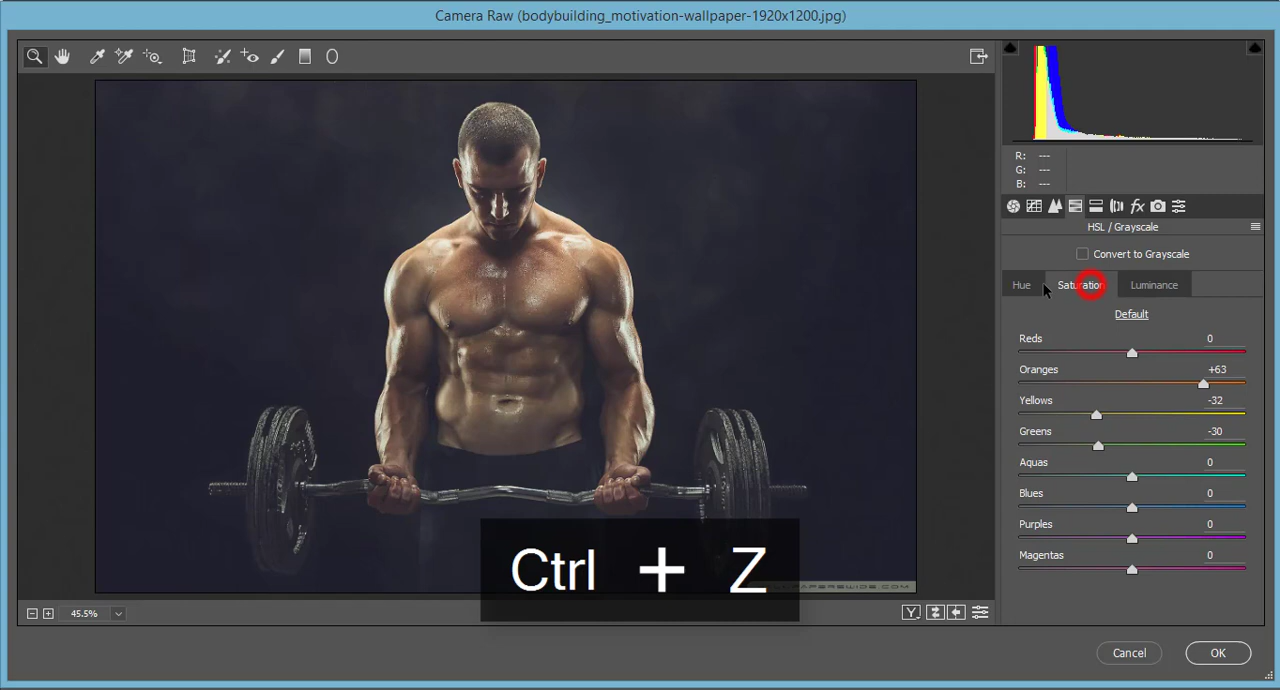 Camera Raw (bodybuilding_motivation-wallpaper-1920x1200.jpg)
R: ---
G: ---
B: ---
fx
HSL / Grayscale
Convert to Grayscale
Hue Saturation Luminance
Default
Reds 0
Oranges +63
Yellows -32
Greens -30
Aquas 0
Blues 0
Purples 0
Magentas 0
Ctrl + Z
45.5%
Y
Cancel OK